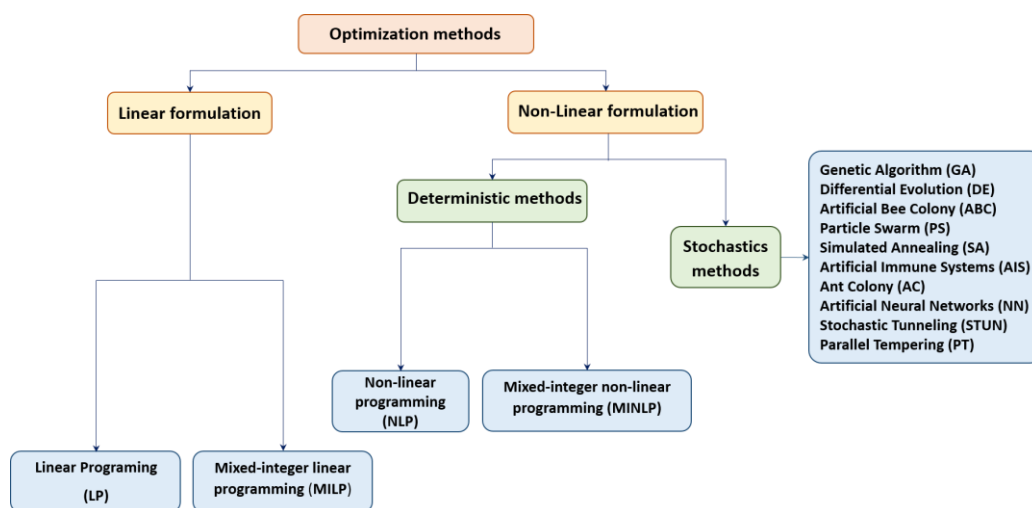 Optimization methods
Linear formulation
Non-Linear formulation
Deterministic methods
Stochastics
methods
Genetic Algorithm (GA)
Differential Evolution (DE)
Artificial Bee Colony (ABC)
Particle Swarm (PS)
Simulated Annealing (SA)
Artificial Immune Systems (AIS)
Ant Colony (AC)
Artificial Neural Networks (NN)
Stochastic Tunneling (STUN)
Parallel Tempering (PT)
Non-linear
programming
(NLP)
Mixed-integer non-linear
programming (MINLP)
Linear Programing
(LP)
Mixed-integer linear
programming (MILP)